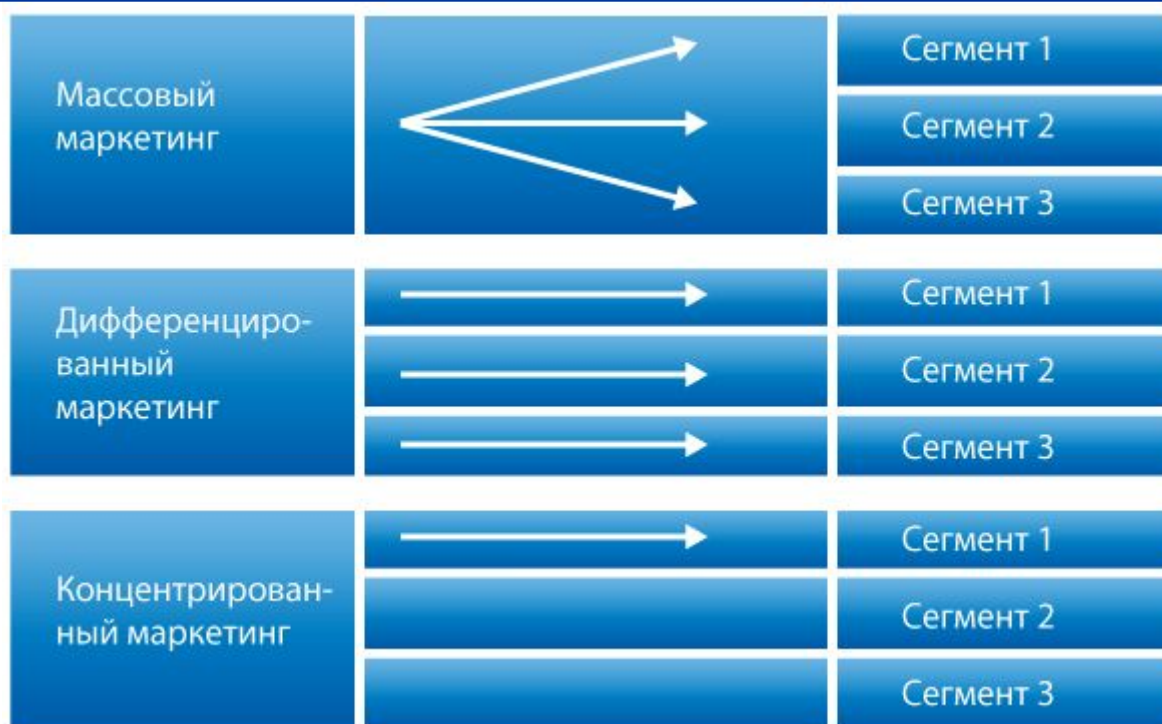 Массовый
маркетинг
Сегмент 1
Сегмент 2
Сегмент 3
Дифференциро-
ванный
маркетинг
Сегмент 1
Сегмент 2
Сегмент 3
Концентрирован-
ный маркетинг
Сегмент 1
Сегмент 2
Сегмент 3